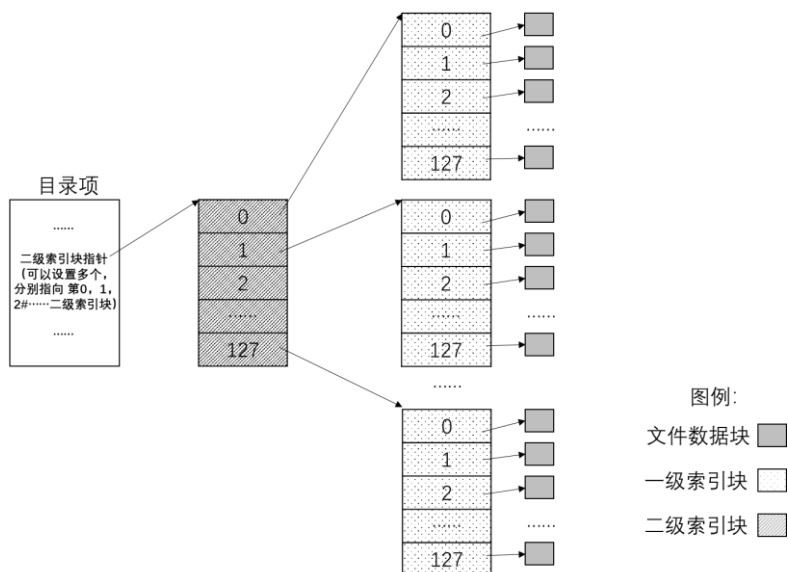 目录项
……
二级索引块指针
(可以设置多个，
分别指向 第0，1，
2#……二级索引块)
……
0
1
2
……
127
0
1
2
……
127
……
0
1
2
……
127
……
……
0
1
2
……
127
……
图例:
文件数据块
一级索引块
二级索引块